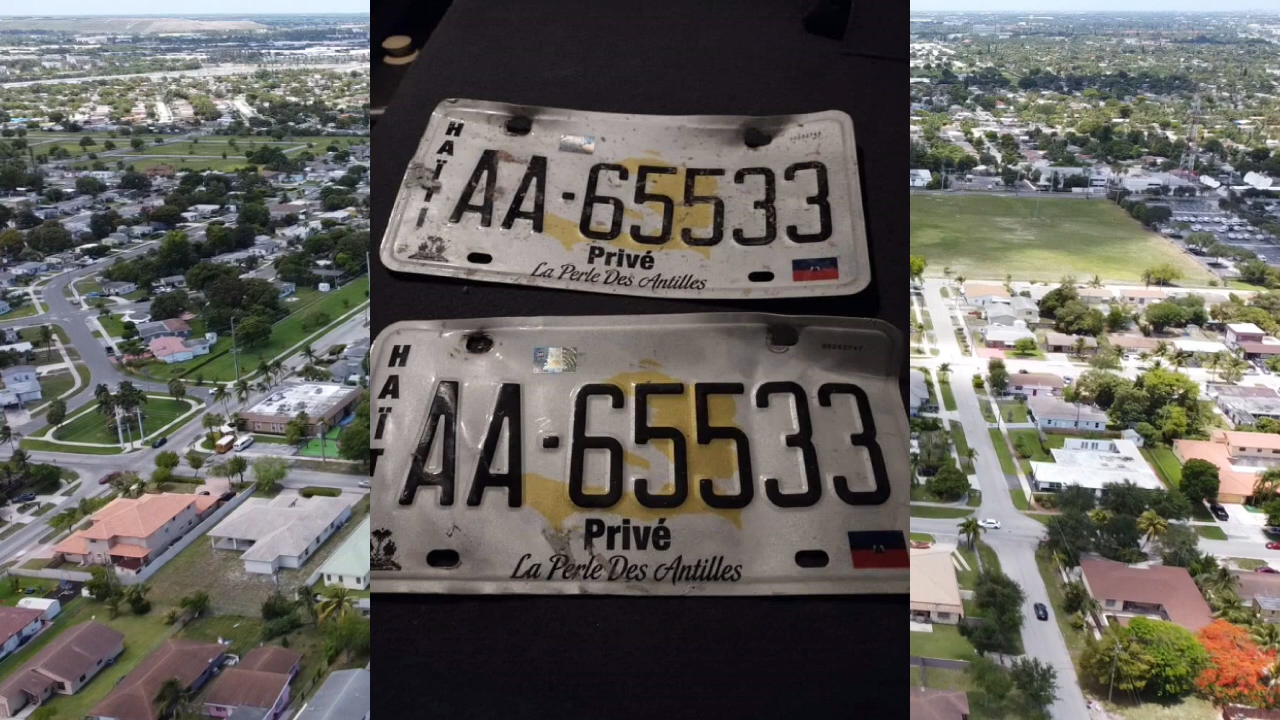 HAÏTI
AA-65533
Privé
La Perle Des Antilles
HAÏTI
AA-65533
Privé
La Perle Des Antilles